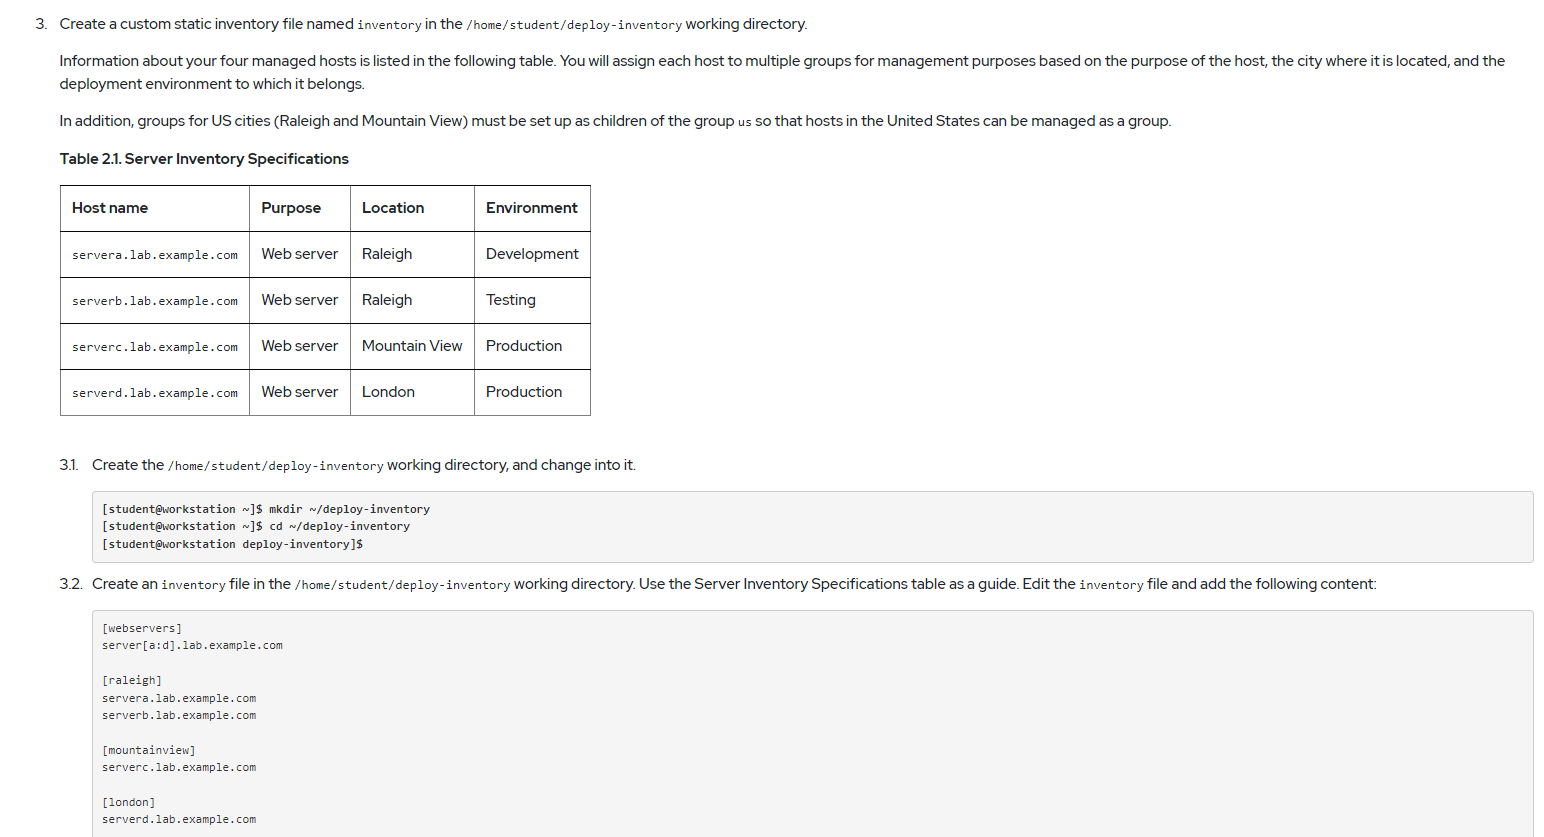 3. Create a custom static inventory file named inventory in the /home/student/deploy-inventory working directory.
Information about your four managed hosts is listed in the following table. You will assign each host to multiple groups for management purposes based on the purpose of the host, the city where it is located, and the
deployment environment to which it belongs.
In addition, groups for US cities (Raleigh and Mountain View) must be set up as children of the group us so that hosts in the United States can be managed as a group.
Table 2.1. Server Inventory Specifications
Host name Purpose Location Environment
servera.lab.example.com Web server Raleigh Development
serverb.lab.example.com Web server Raleigh Testing
serverc.lab.example.com Web server Mountain View Production
serverd.lab.example.com Web server London Production
3.1. Create the /home/student/deploy-inventory working directory, and change into it.
[student@workstation ~]$ mkdir ~/deploy-inventory
[student@workstation ~]$ cd ~/deploy-inventory
[student@workstation deploy-inventory]$
3.2. Create an inventory file in the /home/student/deploy-inventory working directory. Use the Server Inventory Specifications table as a guide. Edit the inventory file and add the following content:
[webservers]
server[a:d].lab.example.com
[raleigh]
servera.lab.example.com
serverb.lab.example.com
[mountainview]
serverc.lab.example.com
[london]
serverd.lab.example.com